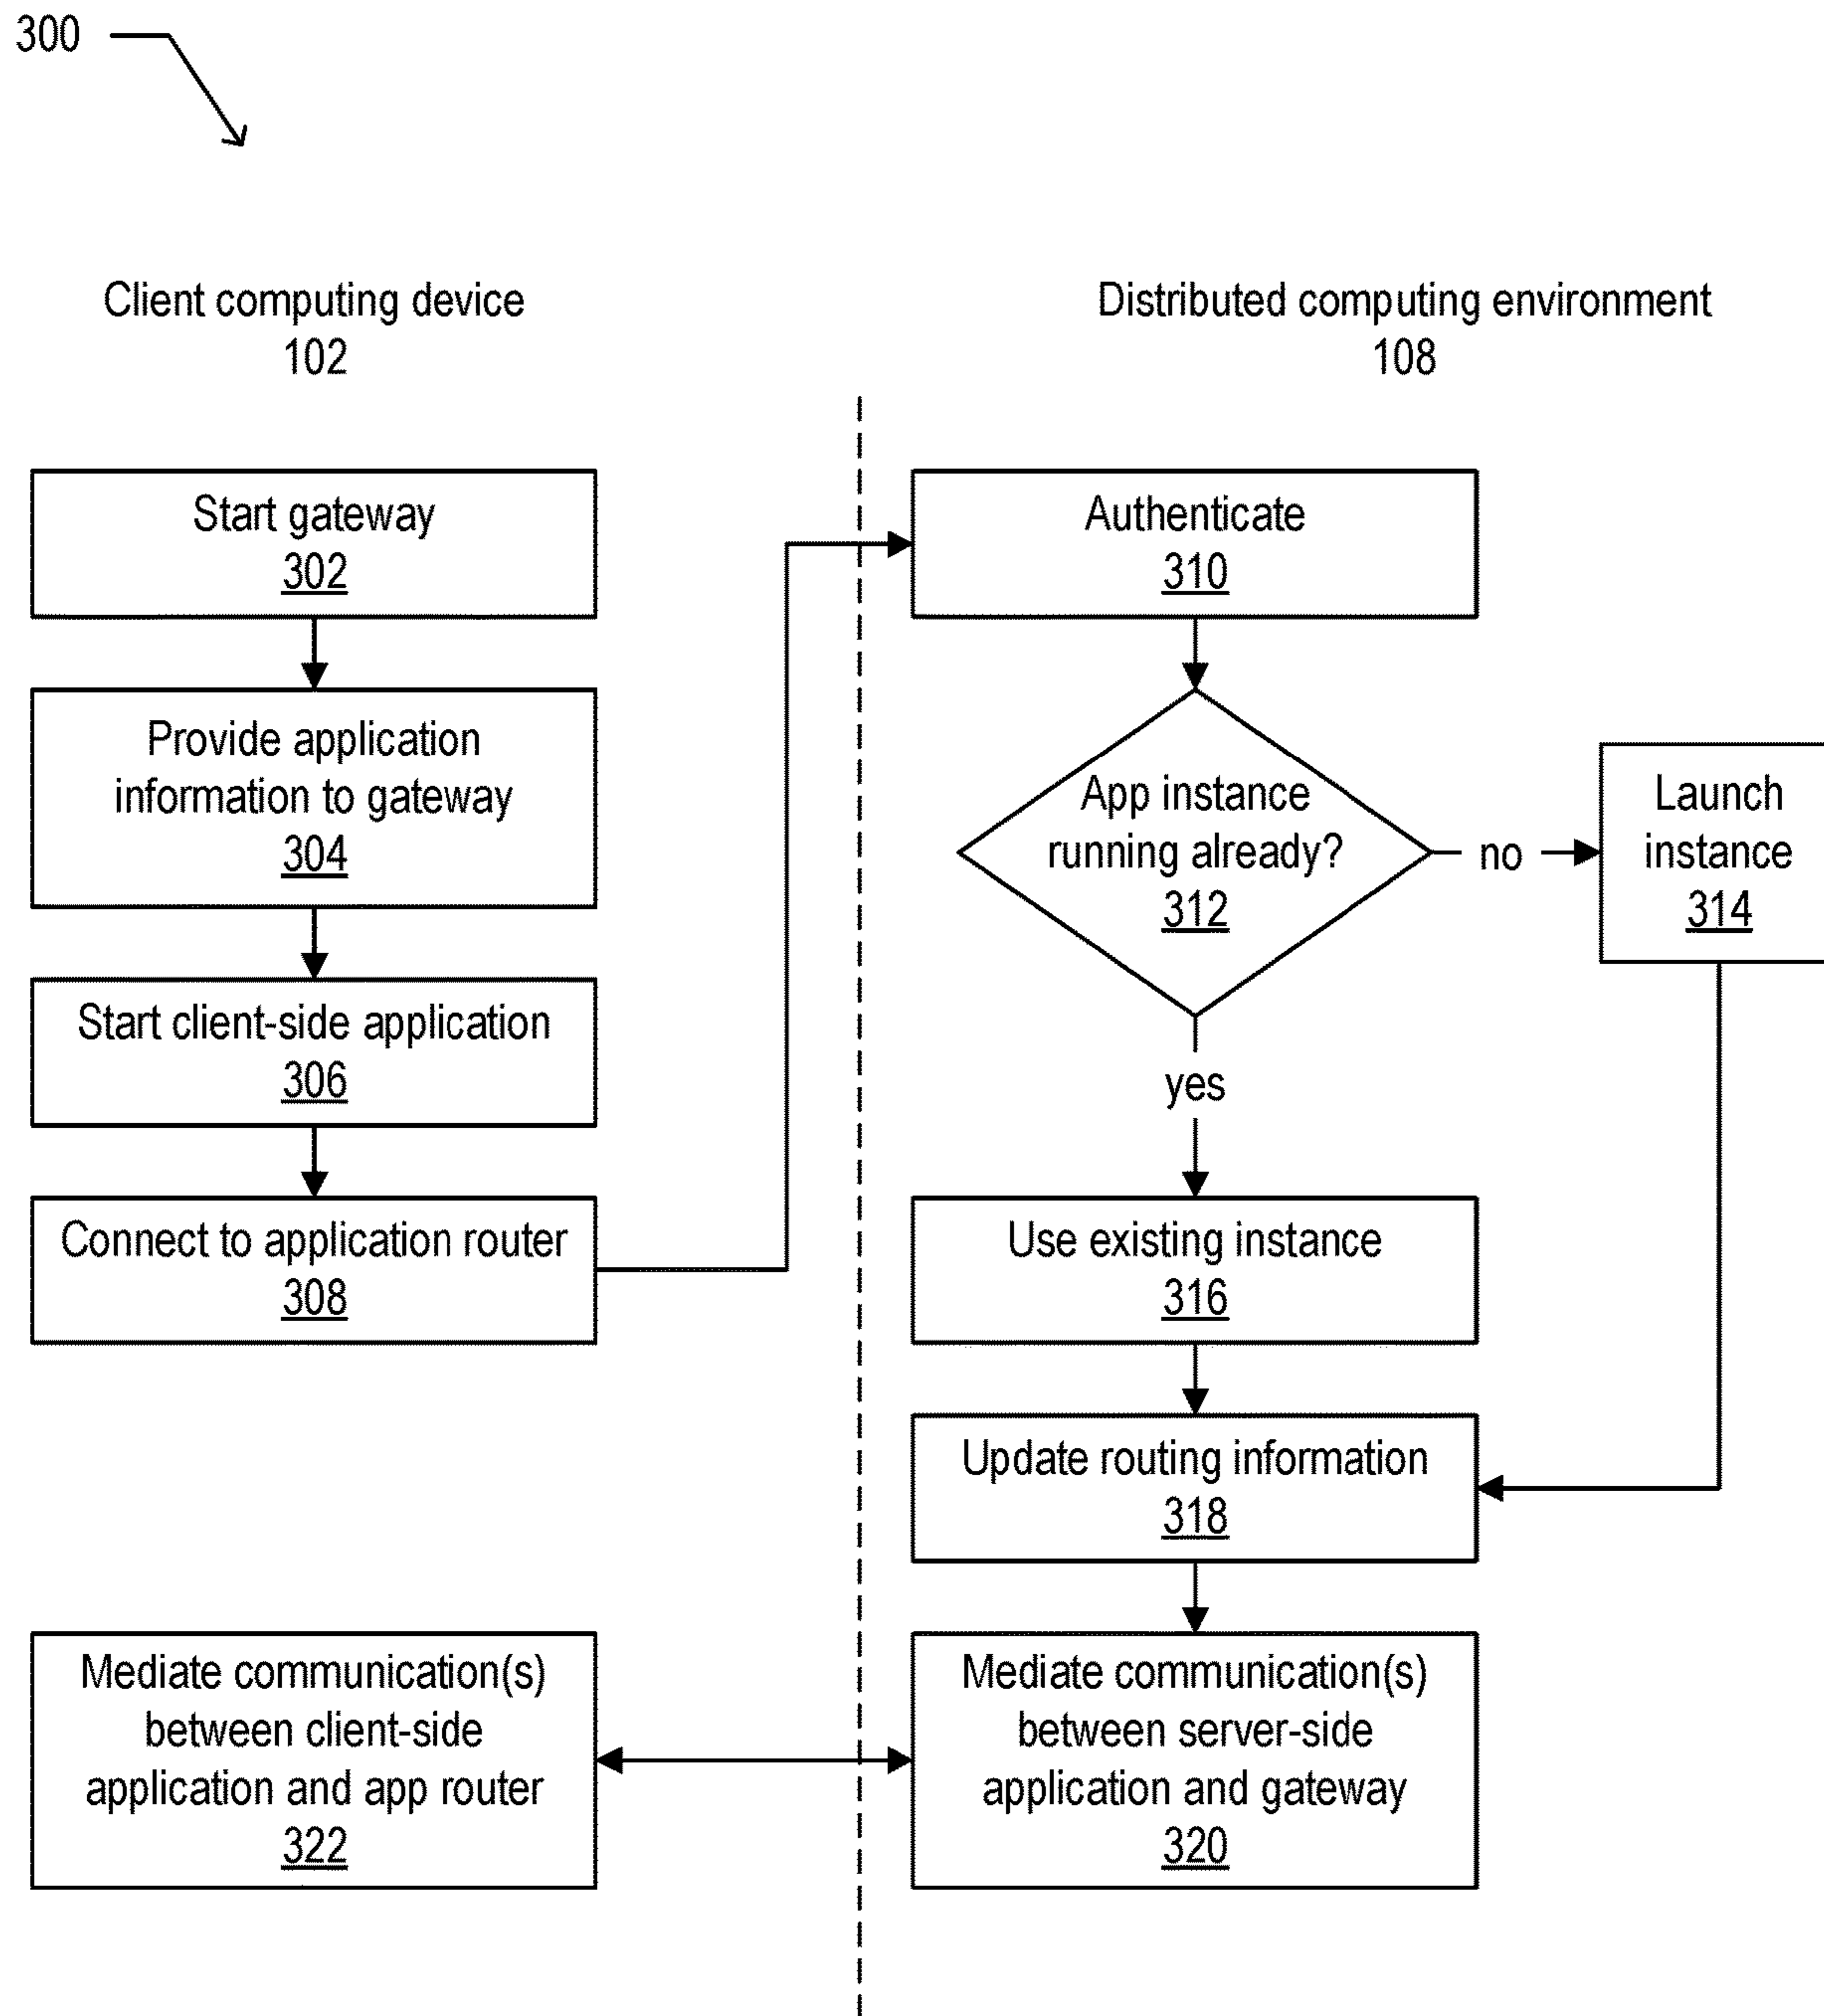 300
Client computing device
102
Distributed computing environment
108
Start gateway
302
Provide application
information to gateway
304
Start client-side application
306
Connect to application router
308
Authenticate
310
App instance
running already?
312
no
Launch
instance
314
yes
Use existing instance
316
Update routing information
318
Mediate communication(s)
between client-side
application and app router
322
Mediate communication(s)
between server-side
application and gateway
320